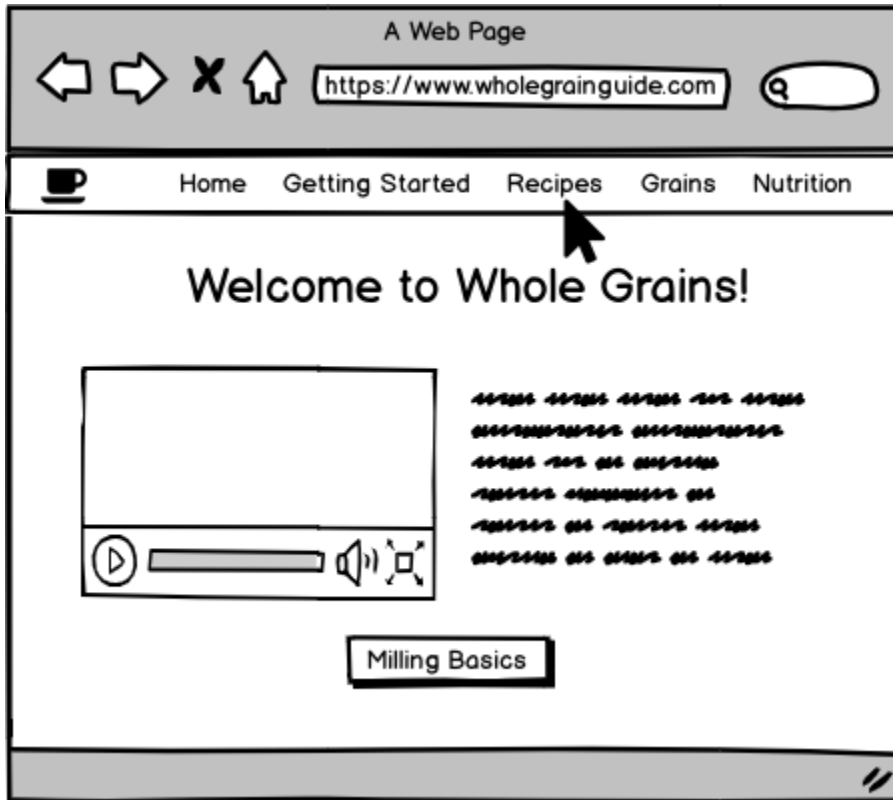 A Web Page
https://www.wholegrainguide.com
Home Getting Started Recipes Grains Nutrition
Welcome to Whole Grains!
Milling Basics